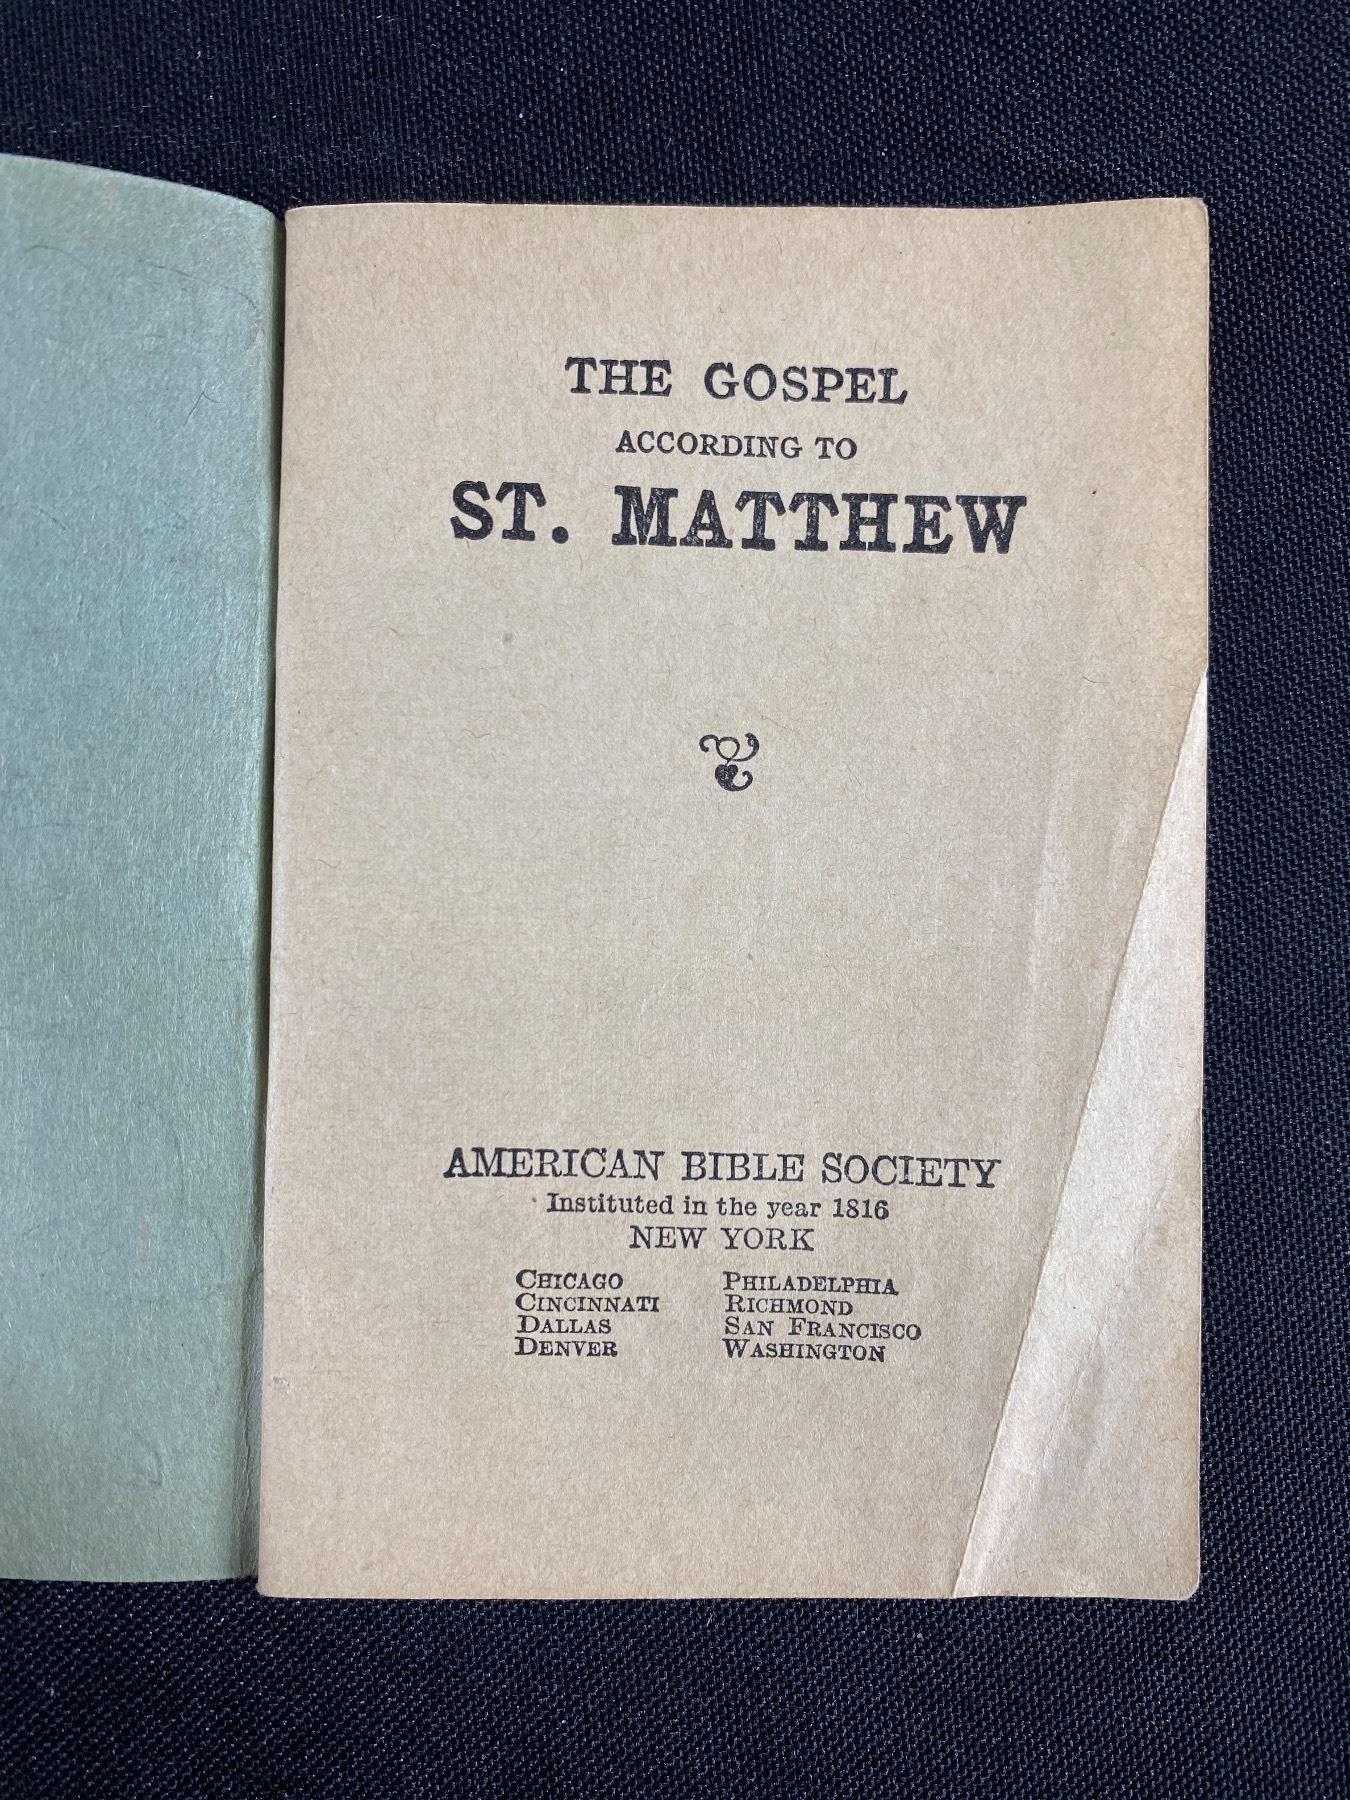 THE GOSPEL
ACCORDING TO
ST. MATTHEW
AMERICAN BIBLE SOCIETY
Instituted in the year 1816
NEW YORK
CHICAGO
CINCINNATI
DALLAS
DENVER
PHILADELPHIA
RICHMOND
SAN FRANCISCO
WASHINGTON